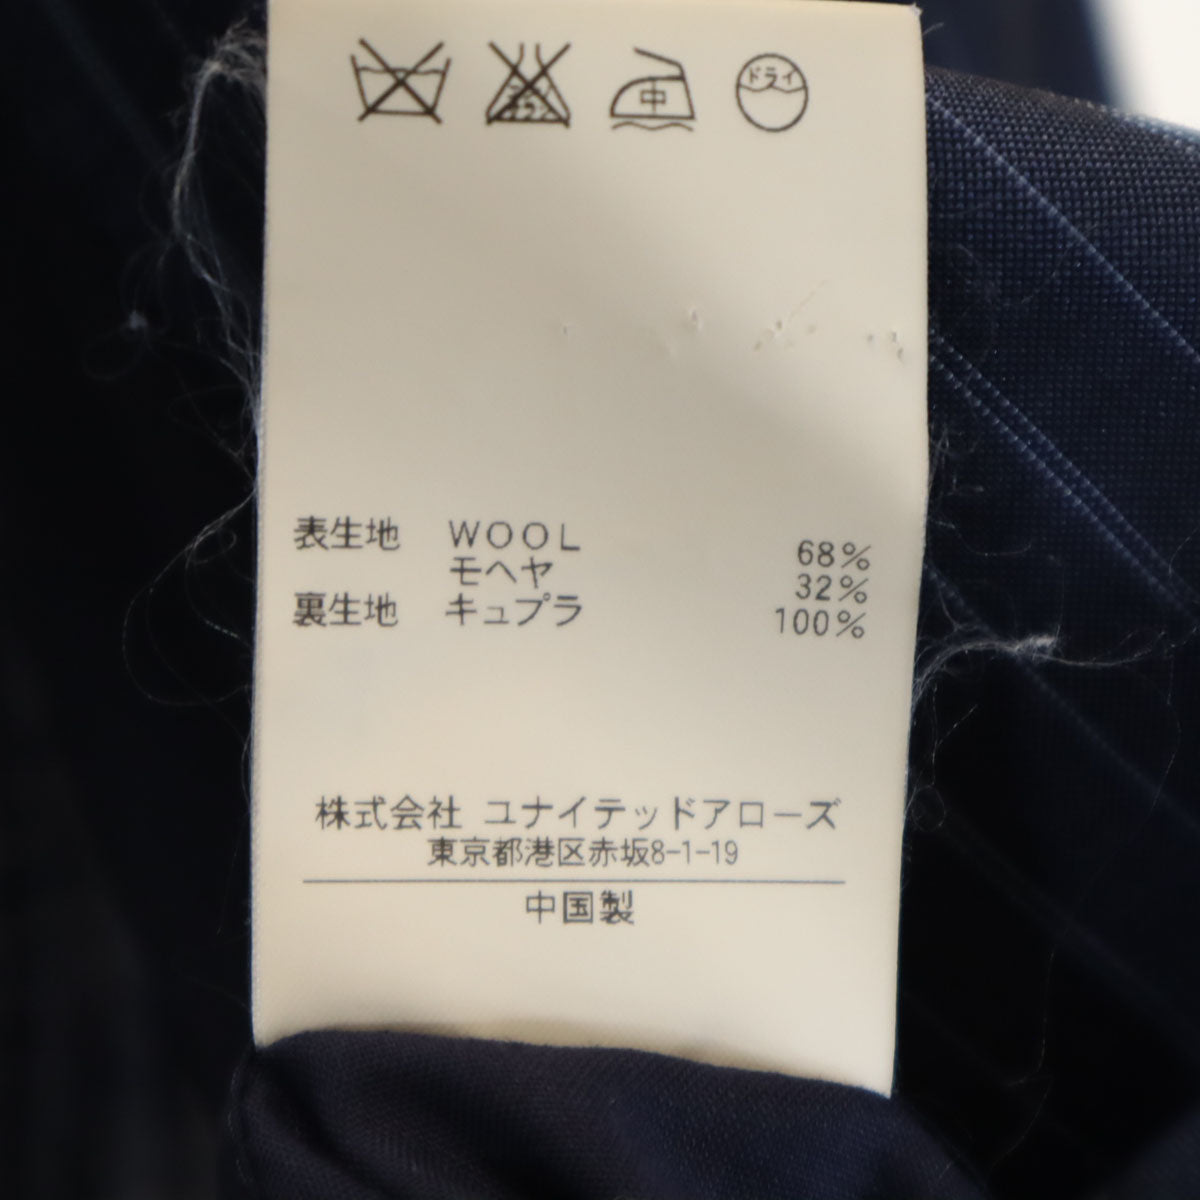 中 ドライ
表生地 WOOL 68%
モヘヤ 32%
裏生地 キュプラ 100%
株式会社 ユナイテッドアローズ
東京都港区赤坂8-1-19
中国製